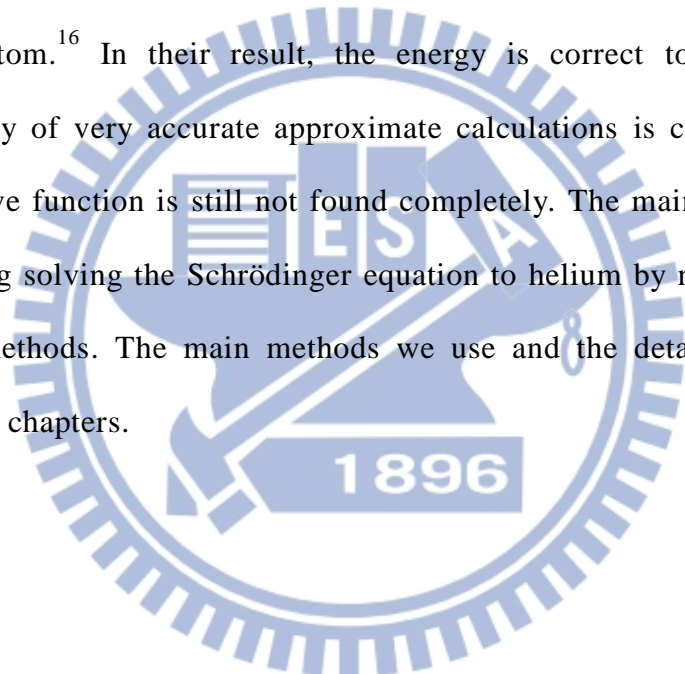 tom.16 In their result, the energy is correct to
y of very accurate approximate calculations is c
ve function is still not found completely. The main
g solving the Schrödinger equation to helium by
ethods. The main methods we use and the deta
chapters.
E S A
8
1896